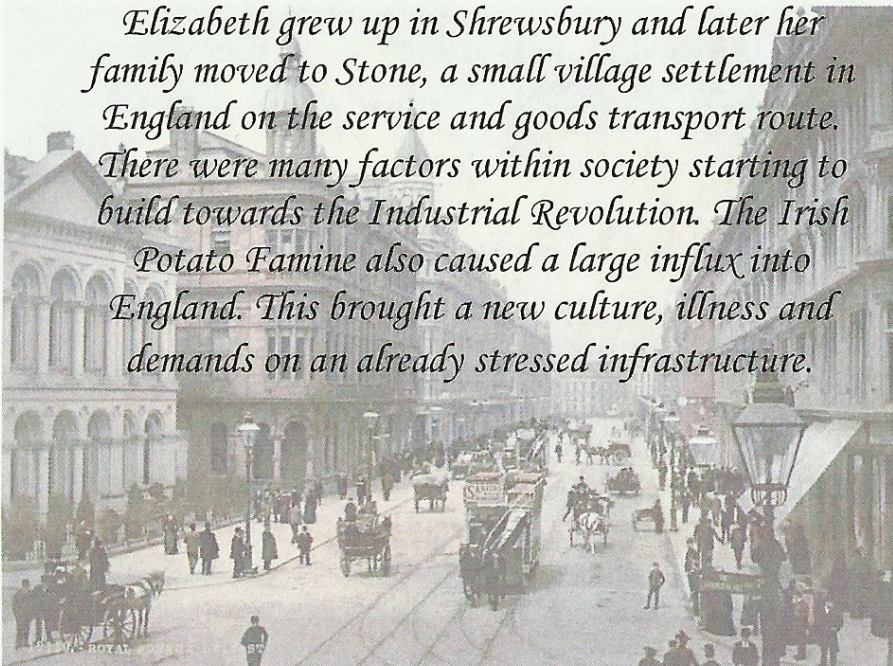 Elizabeth grew up in Shrewsbury and later her
family moved to Stone, a small village settlement in
England on the service and goods transport route.
There were many factors within society starting to
build towards the Industrial Revolution. The Irish
Potato Famine also caused a large influx into
England. This brought a new culture, illness and
demands on an already stressed infrastructure.
ROYAL AVENUE BELFAST